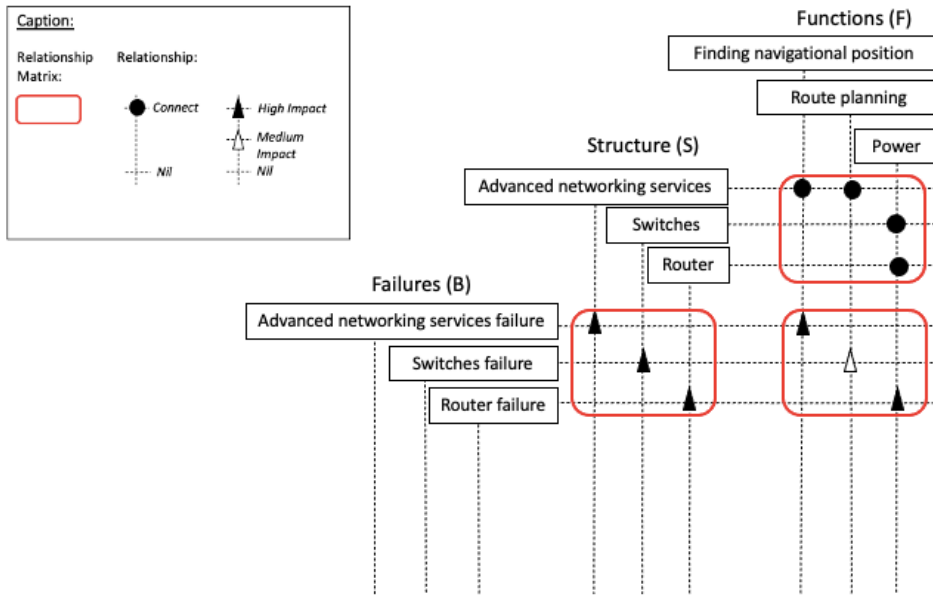 Caption:
Relationship
Matrix:
Relationship:
Connect
Nil
High Impact
Medium
Impact
Nil
Functions (F)
Finding navigational position
Route planning
Power
Structure (S)
Advanced networking services
Switches
Router
Failures (B)
Advanced networking services failure
Switches failure
Router failure